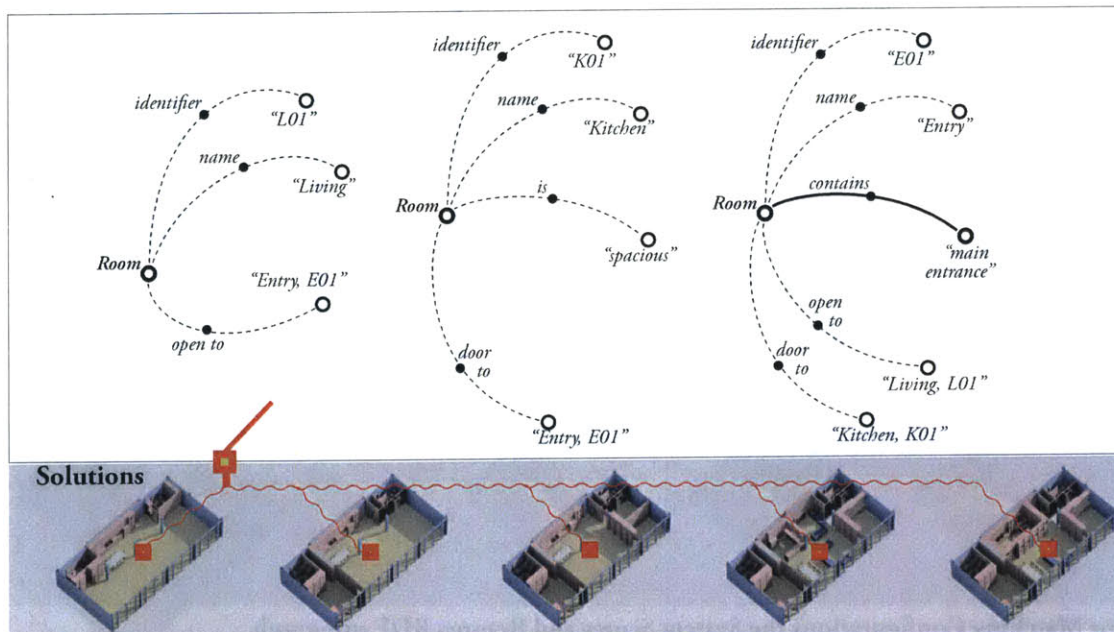 identifier
"L01"
name
"Living"
Room
"Entry, E01"
open to
identifier
"K01"
name
"Kitchen"
is
Room
"spacious"
door
to
"Entry, E01"
identifier
"E01"
name
"Entry"
contains
Room
"main
entrance"
open
to
"Living, L01"
door
to
"Kitchen, K01"
Solutions